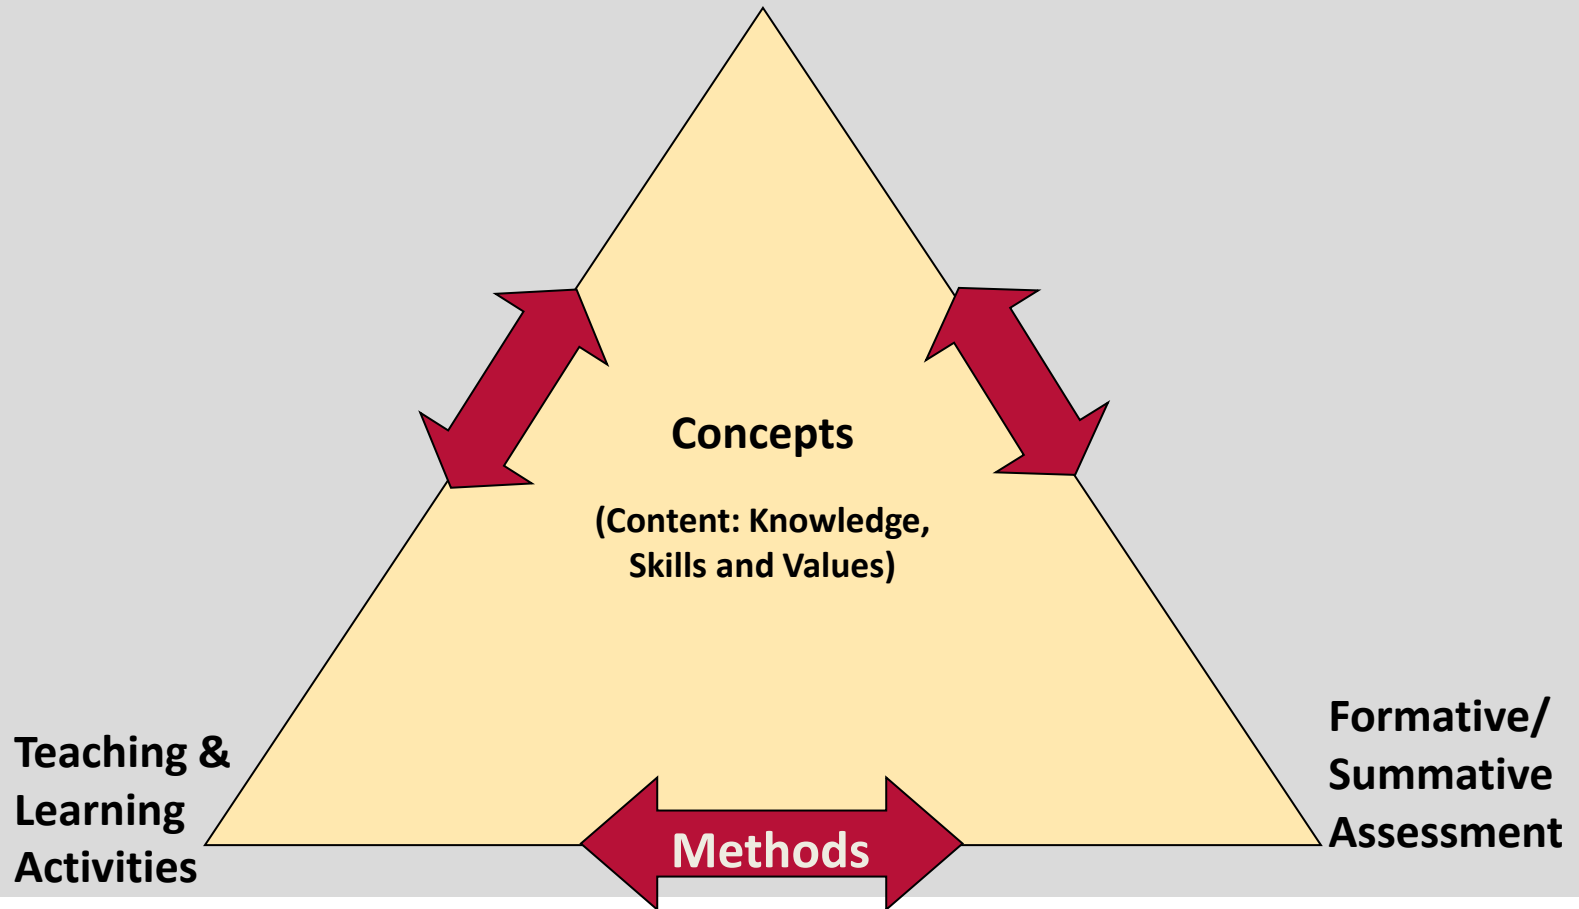 Concepts
(Content: Knowledge,
Skills and Values)
Teaching &
Learning
Activities
Formative/
Summative
Assessment
Methods